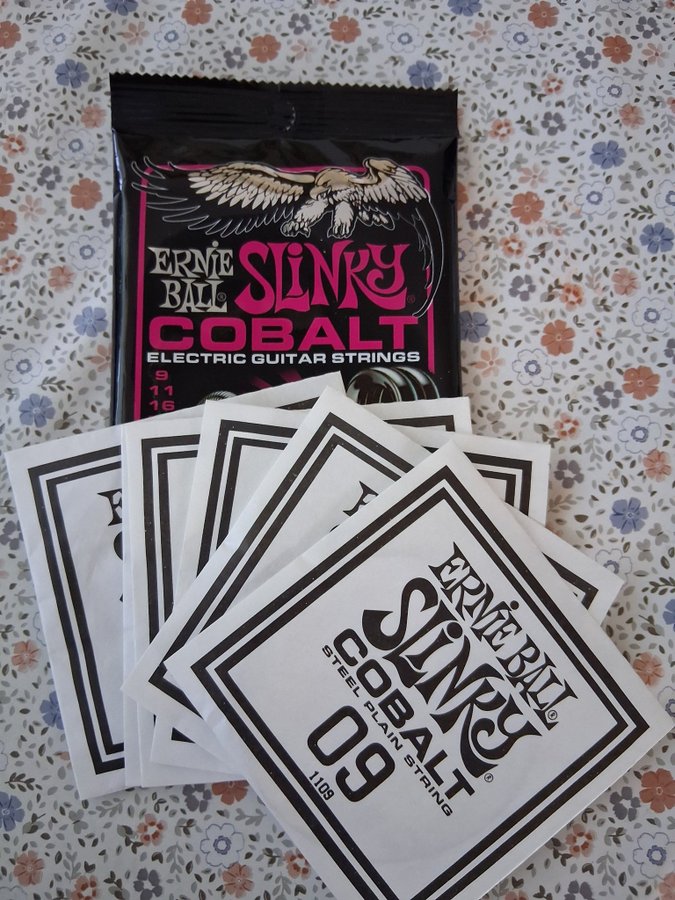 ERNIE
BALL®
SLINKY®
COBALT
ELECTRIC GUITAR STRINGS
9
11
16
ERNIE BALL®
SLINKY®
COBALT
STEEL PLAIN STRING
09
1109